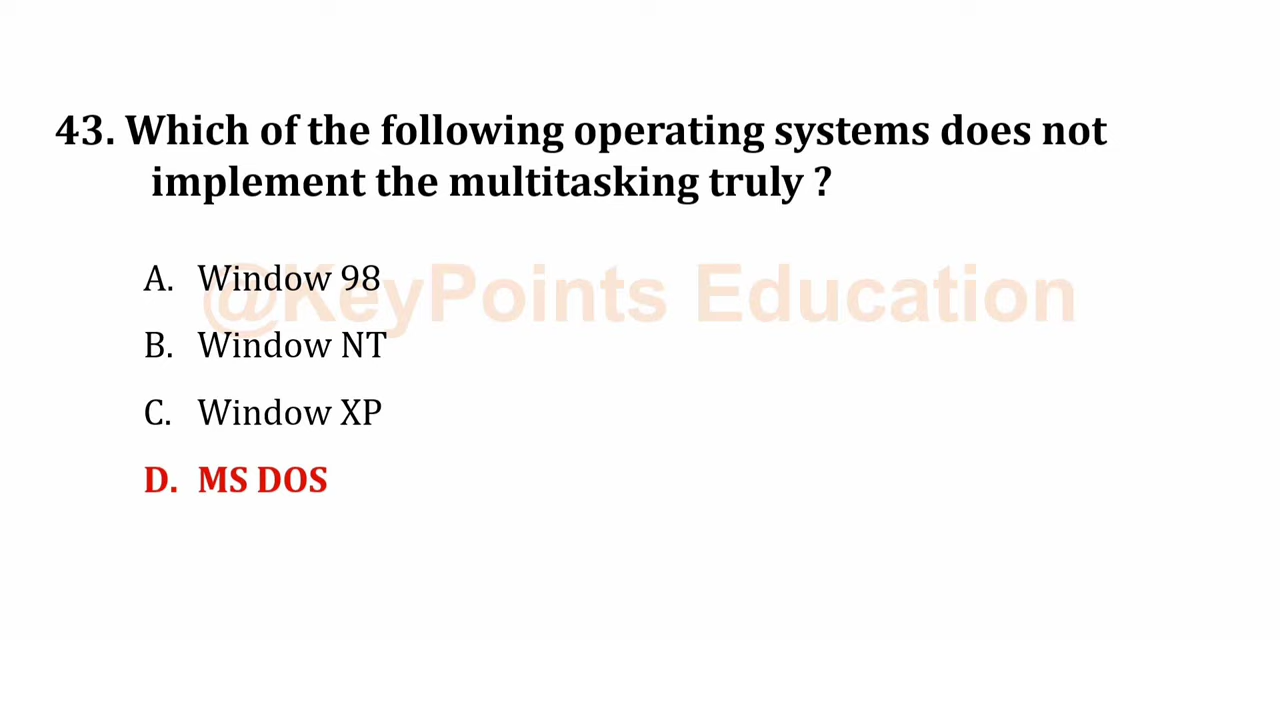 43. Which of the following operating systems does not
implement the multitasking truly ?
@KeyPoints Education
A. Window 98
B. Window NT
C. Window XP
D. MS DOS